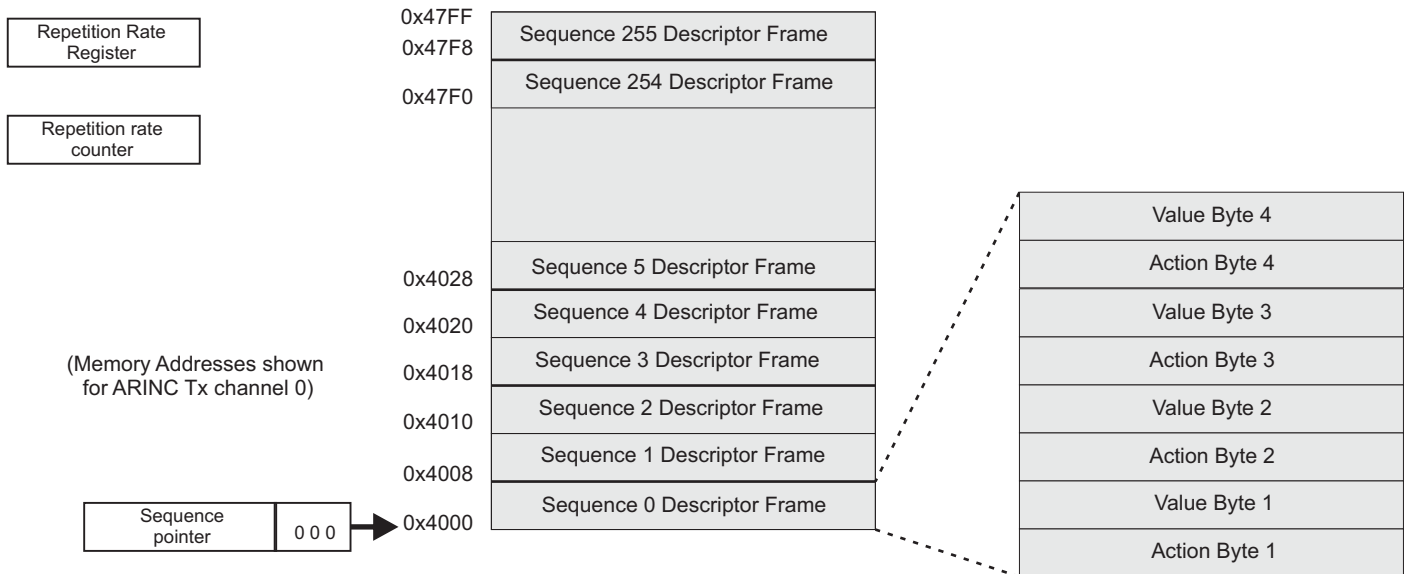 Repetition Rate
Register
Repetition rate
counter
(Memory Addresses shown
for ARINC Tx channel 0)
Sequence
pointer
0 0 0
0x47FF
Sequence 255 Descriptor Frame
0x47F8
Sequence 254 Descriptor Frame
0x47F0
Sequence 5 Descriptor Frame
0x4028
Sequence 4 Descriptor Frame
0x4020
Sequence 3 Descriptor Frame
0x4018
Sequence 2 Descriptor Frame
0x4010
Sequence 1 Descriptor Frame
0x4008
Sequence 0 Descriptor Frame
0x4000
Value Byte 4
Action Byte 4
Value Byte 3
Action Byte 3
Value Byte 2
Action Byte 2
Value Byte 1
Action Byte 1